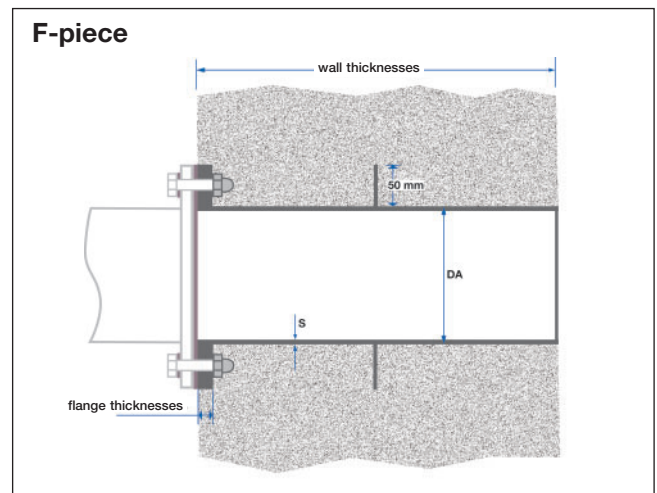 F-piece
wall thicknesses
50 mm
DA
S
flange thicknesses